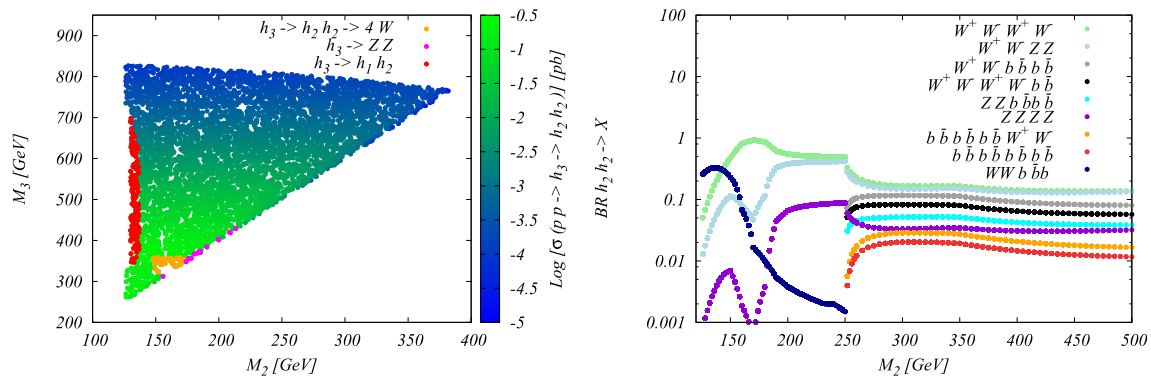 h₃ -> h₂ h₂ -> 4 W
h₃ -> Z Z
h₃ -> h₁ h₂
900
800
700
600
500
400
300
200
M₃ [GeV]
100 150 200 250 300 350 400
M₂ [GeV]
-0.5
-1
-1.5
-2
-2.5
-3
-3.5
-4
-4.5
-5
Log [σ (p p -> h₃ -> h₂ h₂)] [pb]
W⁺ W⁻ W⁺ W⁻
W⁺ W⁻ Z Z
W⁺ W⁻ b b̄ b b̄
W⁺ W⁻ W⁺ W⁻ b b̄
Z Z b b̄ b b̄
Z Z Z Z
b b̄ b b̄ b b̄ W⁺ W⁻
b b̄ b b̄ b b̄ b b̄
WW b b̄b
100
10
1
0.1
0.01
0.001
BR h₂ h₂ -> X
150 200 250 300 350 400 450 500
M₂ [GeV]